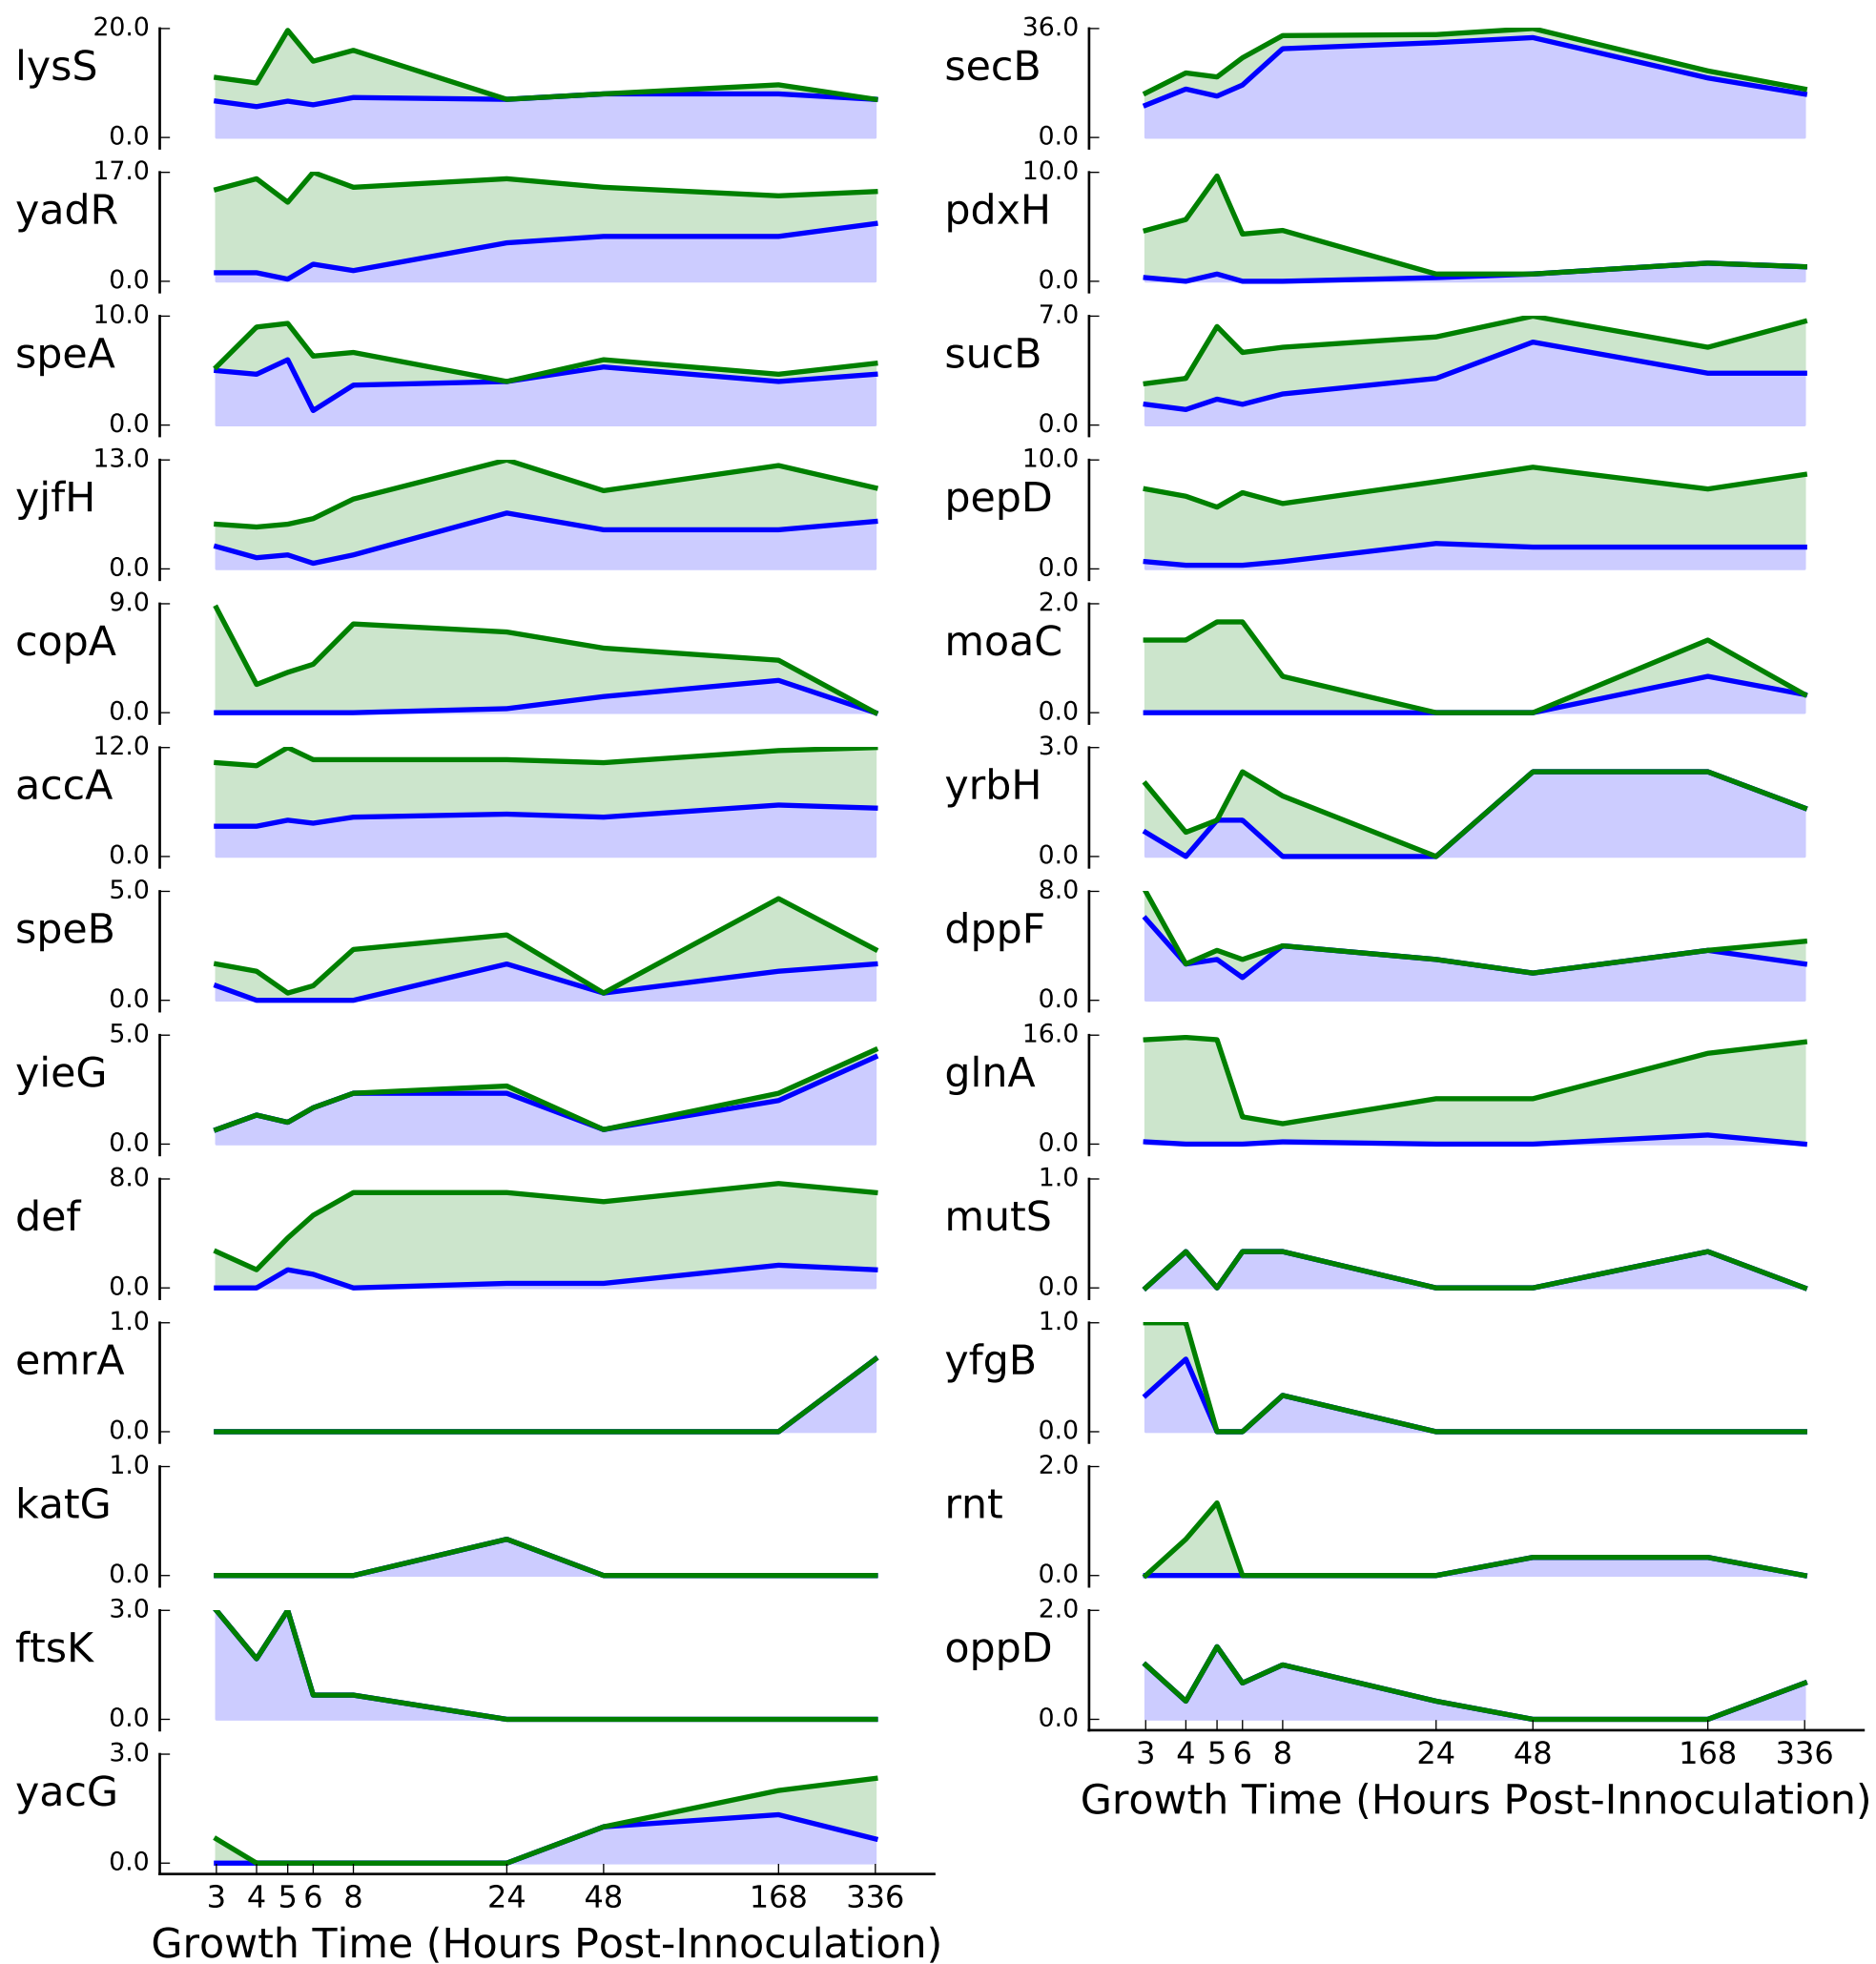 20.0
lysS
0.0
17.0
yadR
0.0
10.0
speA
0.0
13.0
yjfH
0.0
9.0
copA
0.0
12.0
accA
0.0
5.0
speB
0.0
5.0
yieG
0.0
8.0
def
0.0
1.0
emrA
0.0
1.0
katG
0.0
3.0
ftsK
0.0
3.0
yacG
0.0
3 4 5 6 8 24 48 168 336
Growth Time (Hours Post-Innoculation)
36.0
secB
0.0
10.0
pdxH
0.0
7.0
sucB
0.0
10.0
pepD
0.0
2.0
moaC
0.0
3.0
yrbH
0.0
8.0
dppF
0.0
16.0
glnA
0.0
1.0
mutS
0.0
1.0
yfgB
0.0
2.0
rnt
0.0
2.0
oppD
0.0
3 4 5 6 8 24 48 168 336
Growth Time (Hours Post-Innoculation)